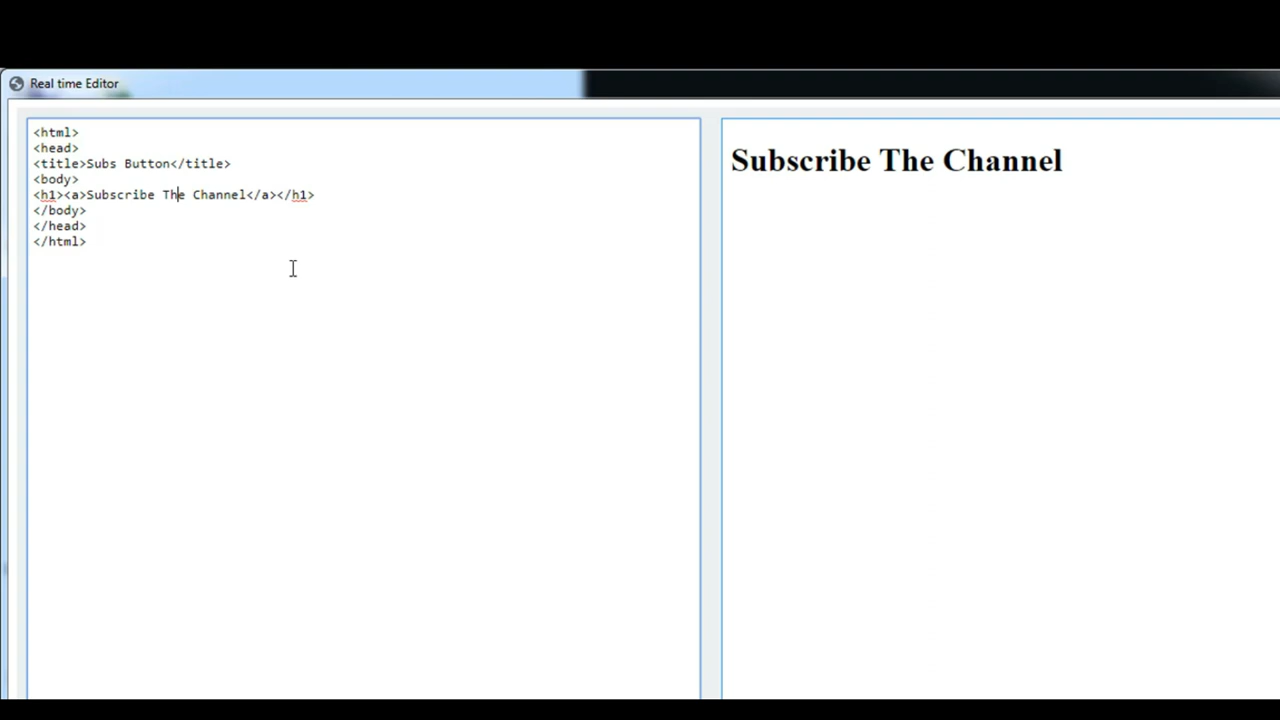 Real time Editor
<html>
<head>
<title>Subs Button</title>
<body>
<h1><a>Subscribe The Channel</a></h1>
</body>
</head>
</html>
Subscribe The Channel